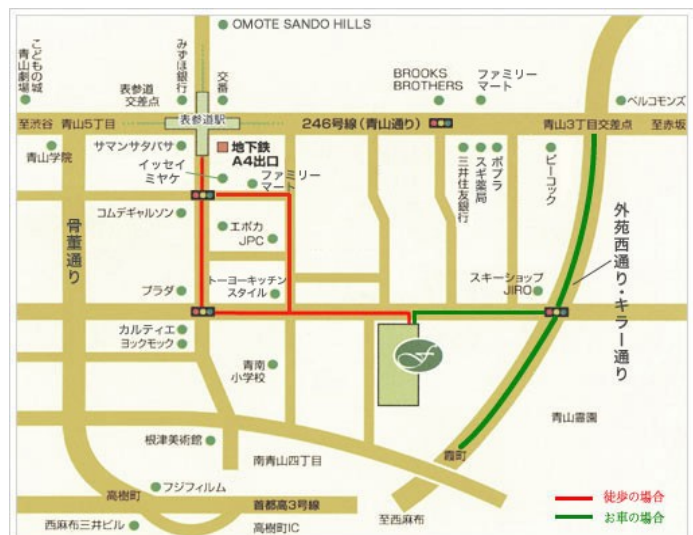 OMOTE SANDO HILLS
こどもの城
青山劇場
みずほ銀行
表参道
交差点
交番
BROOKS
BROTHERS
ファミリー
マート
ベルコモンズ
至渋谷
青山5丁目
表参道駅
246号線(青山通り)
青山3丁目交差点
至赤坂
青山学院
サマンサタバサ
地下鉄
A4出口
イッセイ
ミヤケ
ファミリー
マート
三井住友銀行
スギ薬局
ポプラ
ピーコック
骨董通り
コムデギャルソン
エポカ
JPC
外苑西通り・キラー通り
プラダ
トーヨーキッチン
スタイル
スキーショップ
JIRO
カルティエ
ヨックモック
青南
小学校
青山霊園
根津美術館
南青山四丁目
霞町
高樹町
フジフィルム
首都高3号線
至西麻布
西麻布三井ビル
高樹町IC
徒歩の場合
お車の場合